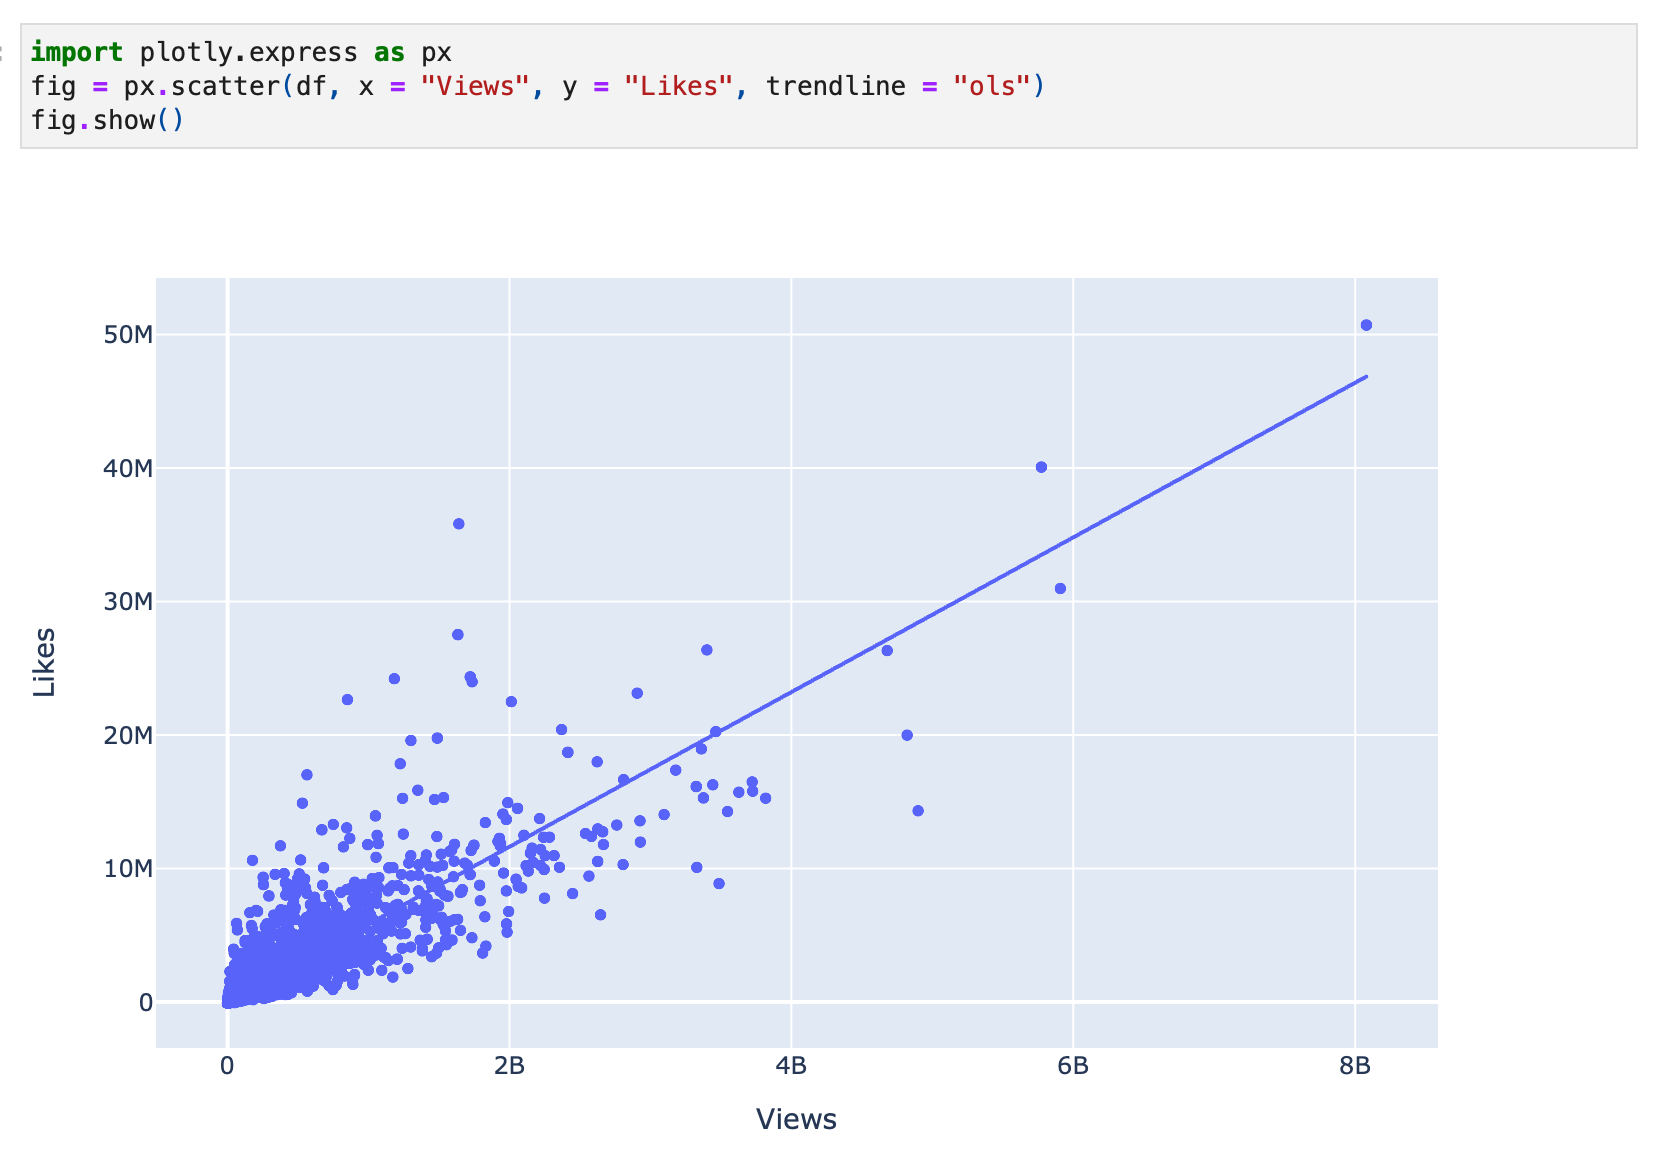 :
import plotly.express as px
fig = px.scatter(df, x = "Views", y = "Likes", trendline = "ols")
fig.show()
50M
40M
30M
20M
10M
0
Likes
0 2B 4B 6B 8B
Views